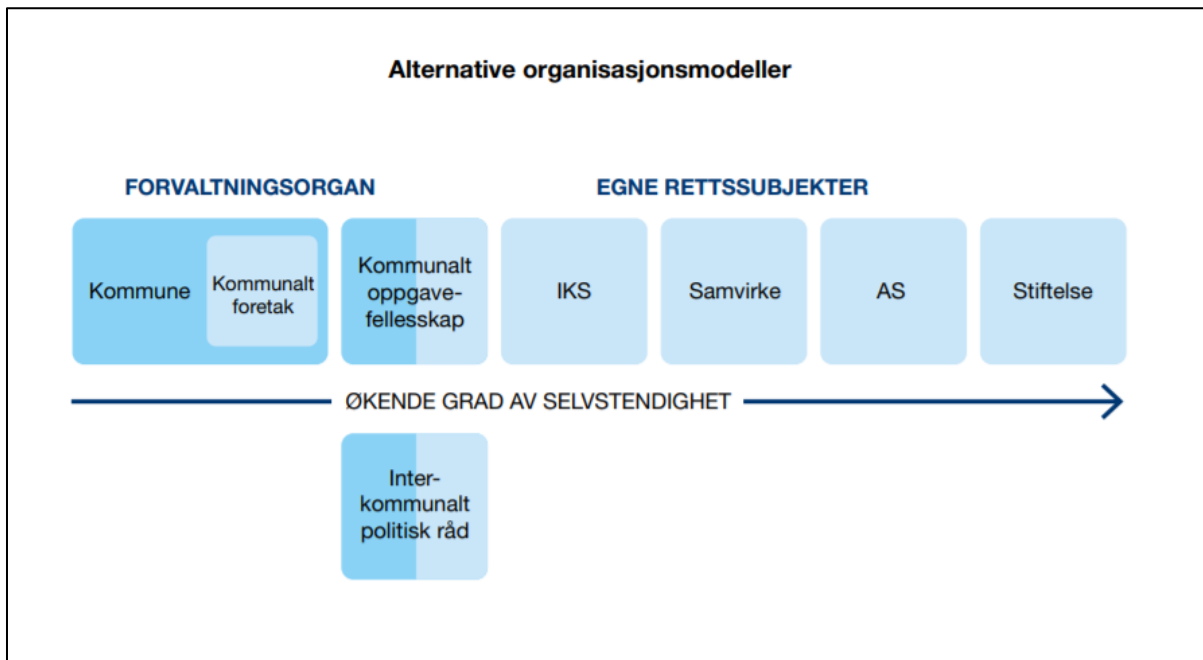 Alternative organisasjonsmodeller
FORVALTNINGSORGAN
EGNE RETTSSUBJEKTER
Kommune
Kommunalt
foretak
Kommunalt
oppgave-
fellesskap
IKS
Samvirke
AS
Stiftelse
ØKENDE GRAD AV SELVSTENDIGHET
Inter-
kommunalt
politisk råd